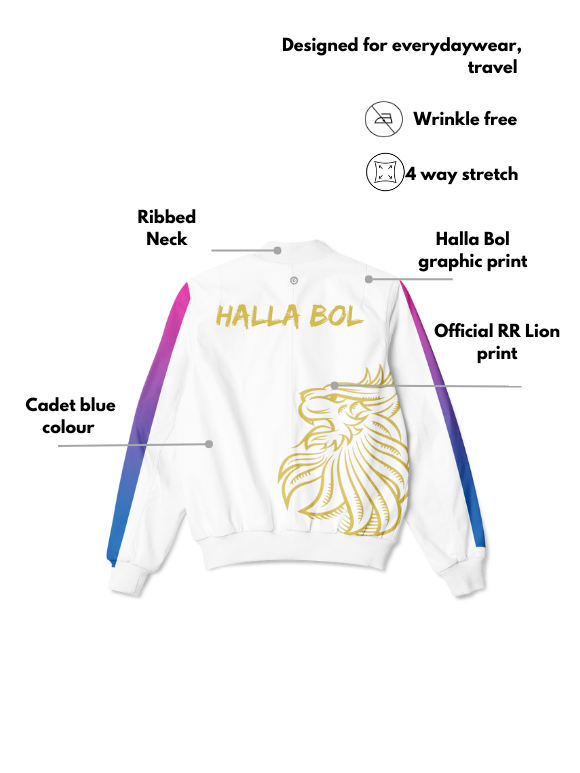 Designed for everydaywear,
travel
Wrinkle free
4 way stretch
Ribbed
Neck
Halla Bol
graphic print
HALLA BOL
Official RR Lion
print
Cadet blue
colour